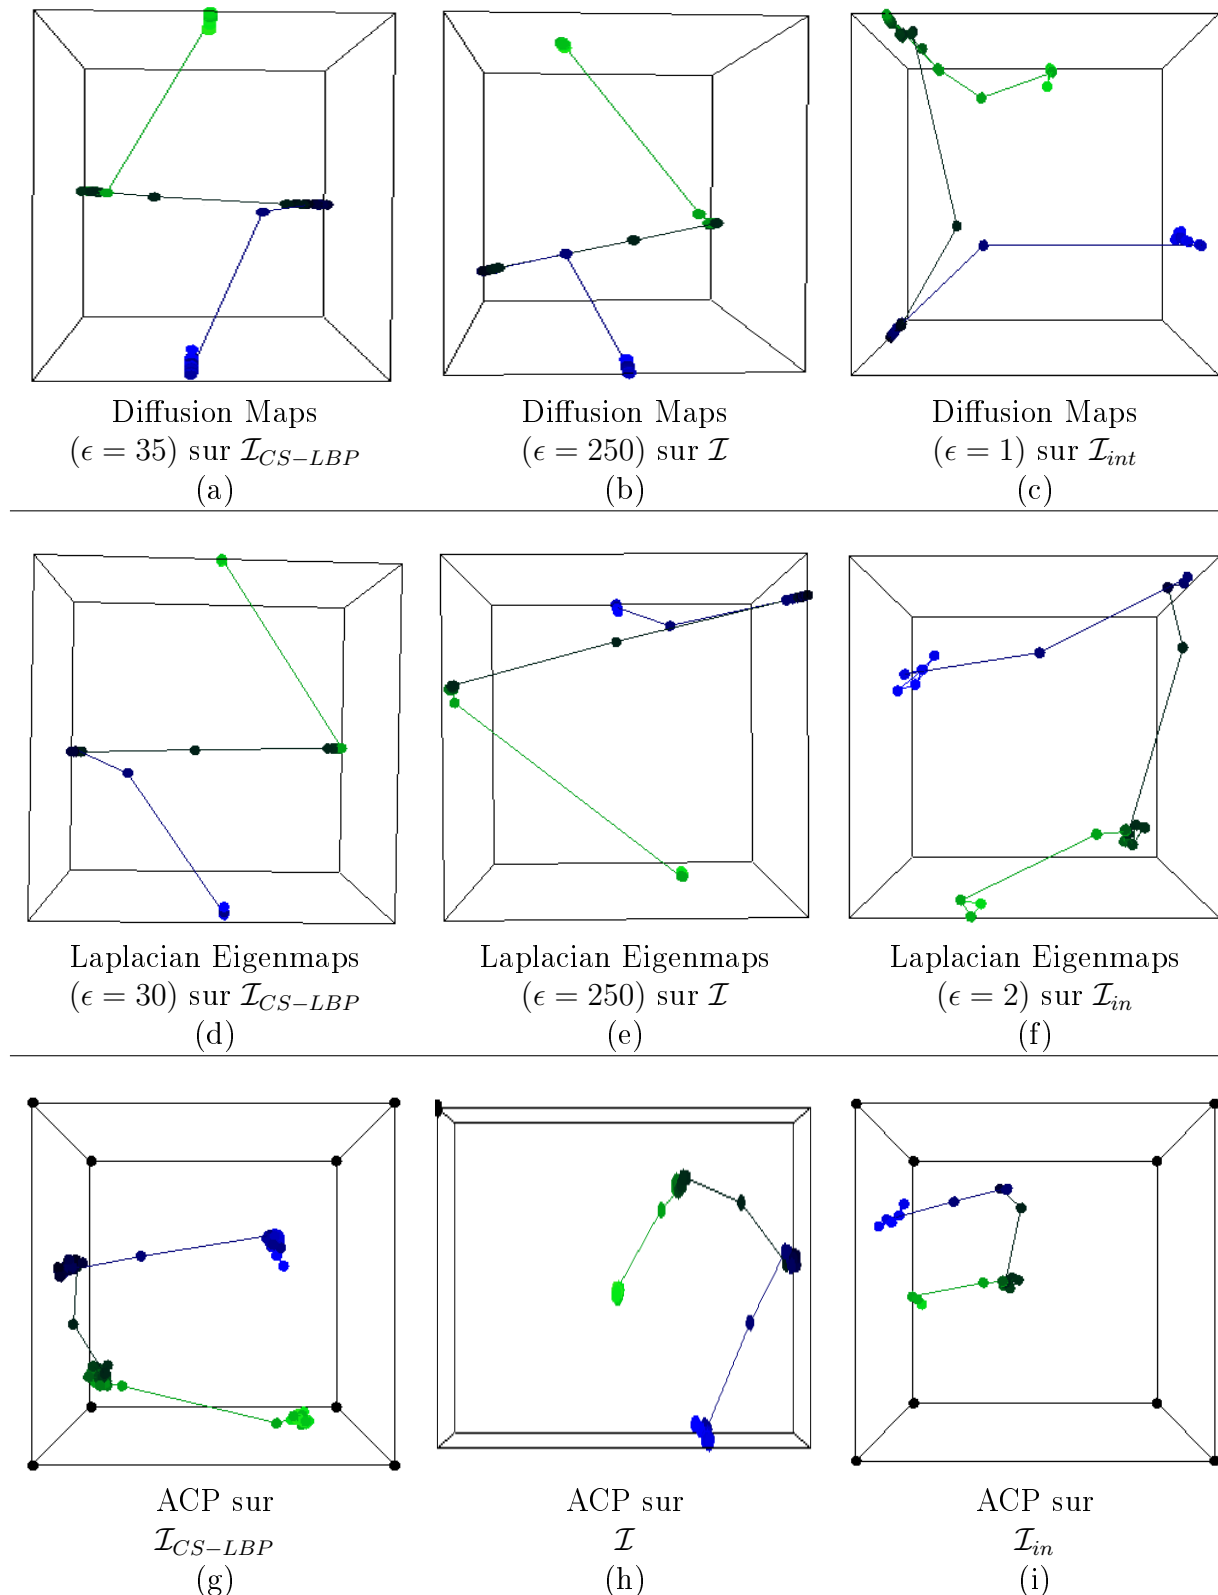 Diffusion Maps
(ϵ = 35) sur I_{CS−LBP}
(a)
Diffusion Maps
(ϵ = 250) sur I
(b)
Diffusion Maps
(ϵ = 1) sur I_{int}
(c)
Laplacian Eigenmaps
(ϵ = 30) sur I_{CS−LBP}
(d)
Laplacian Eigenmaps
(ϵ = 250) sur I
(e)
Laplacian Eigenmaps
(ϵ = 2) sur I_{in}
(f)
ACP sur
I_{CS−LBP}
(g)
ACP sur
I
(h)
ACP sur
I_{in}
(i)